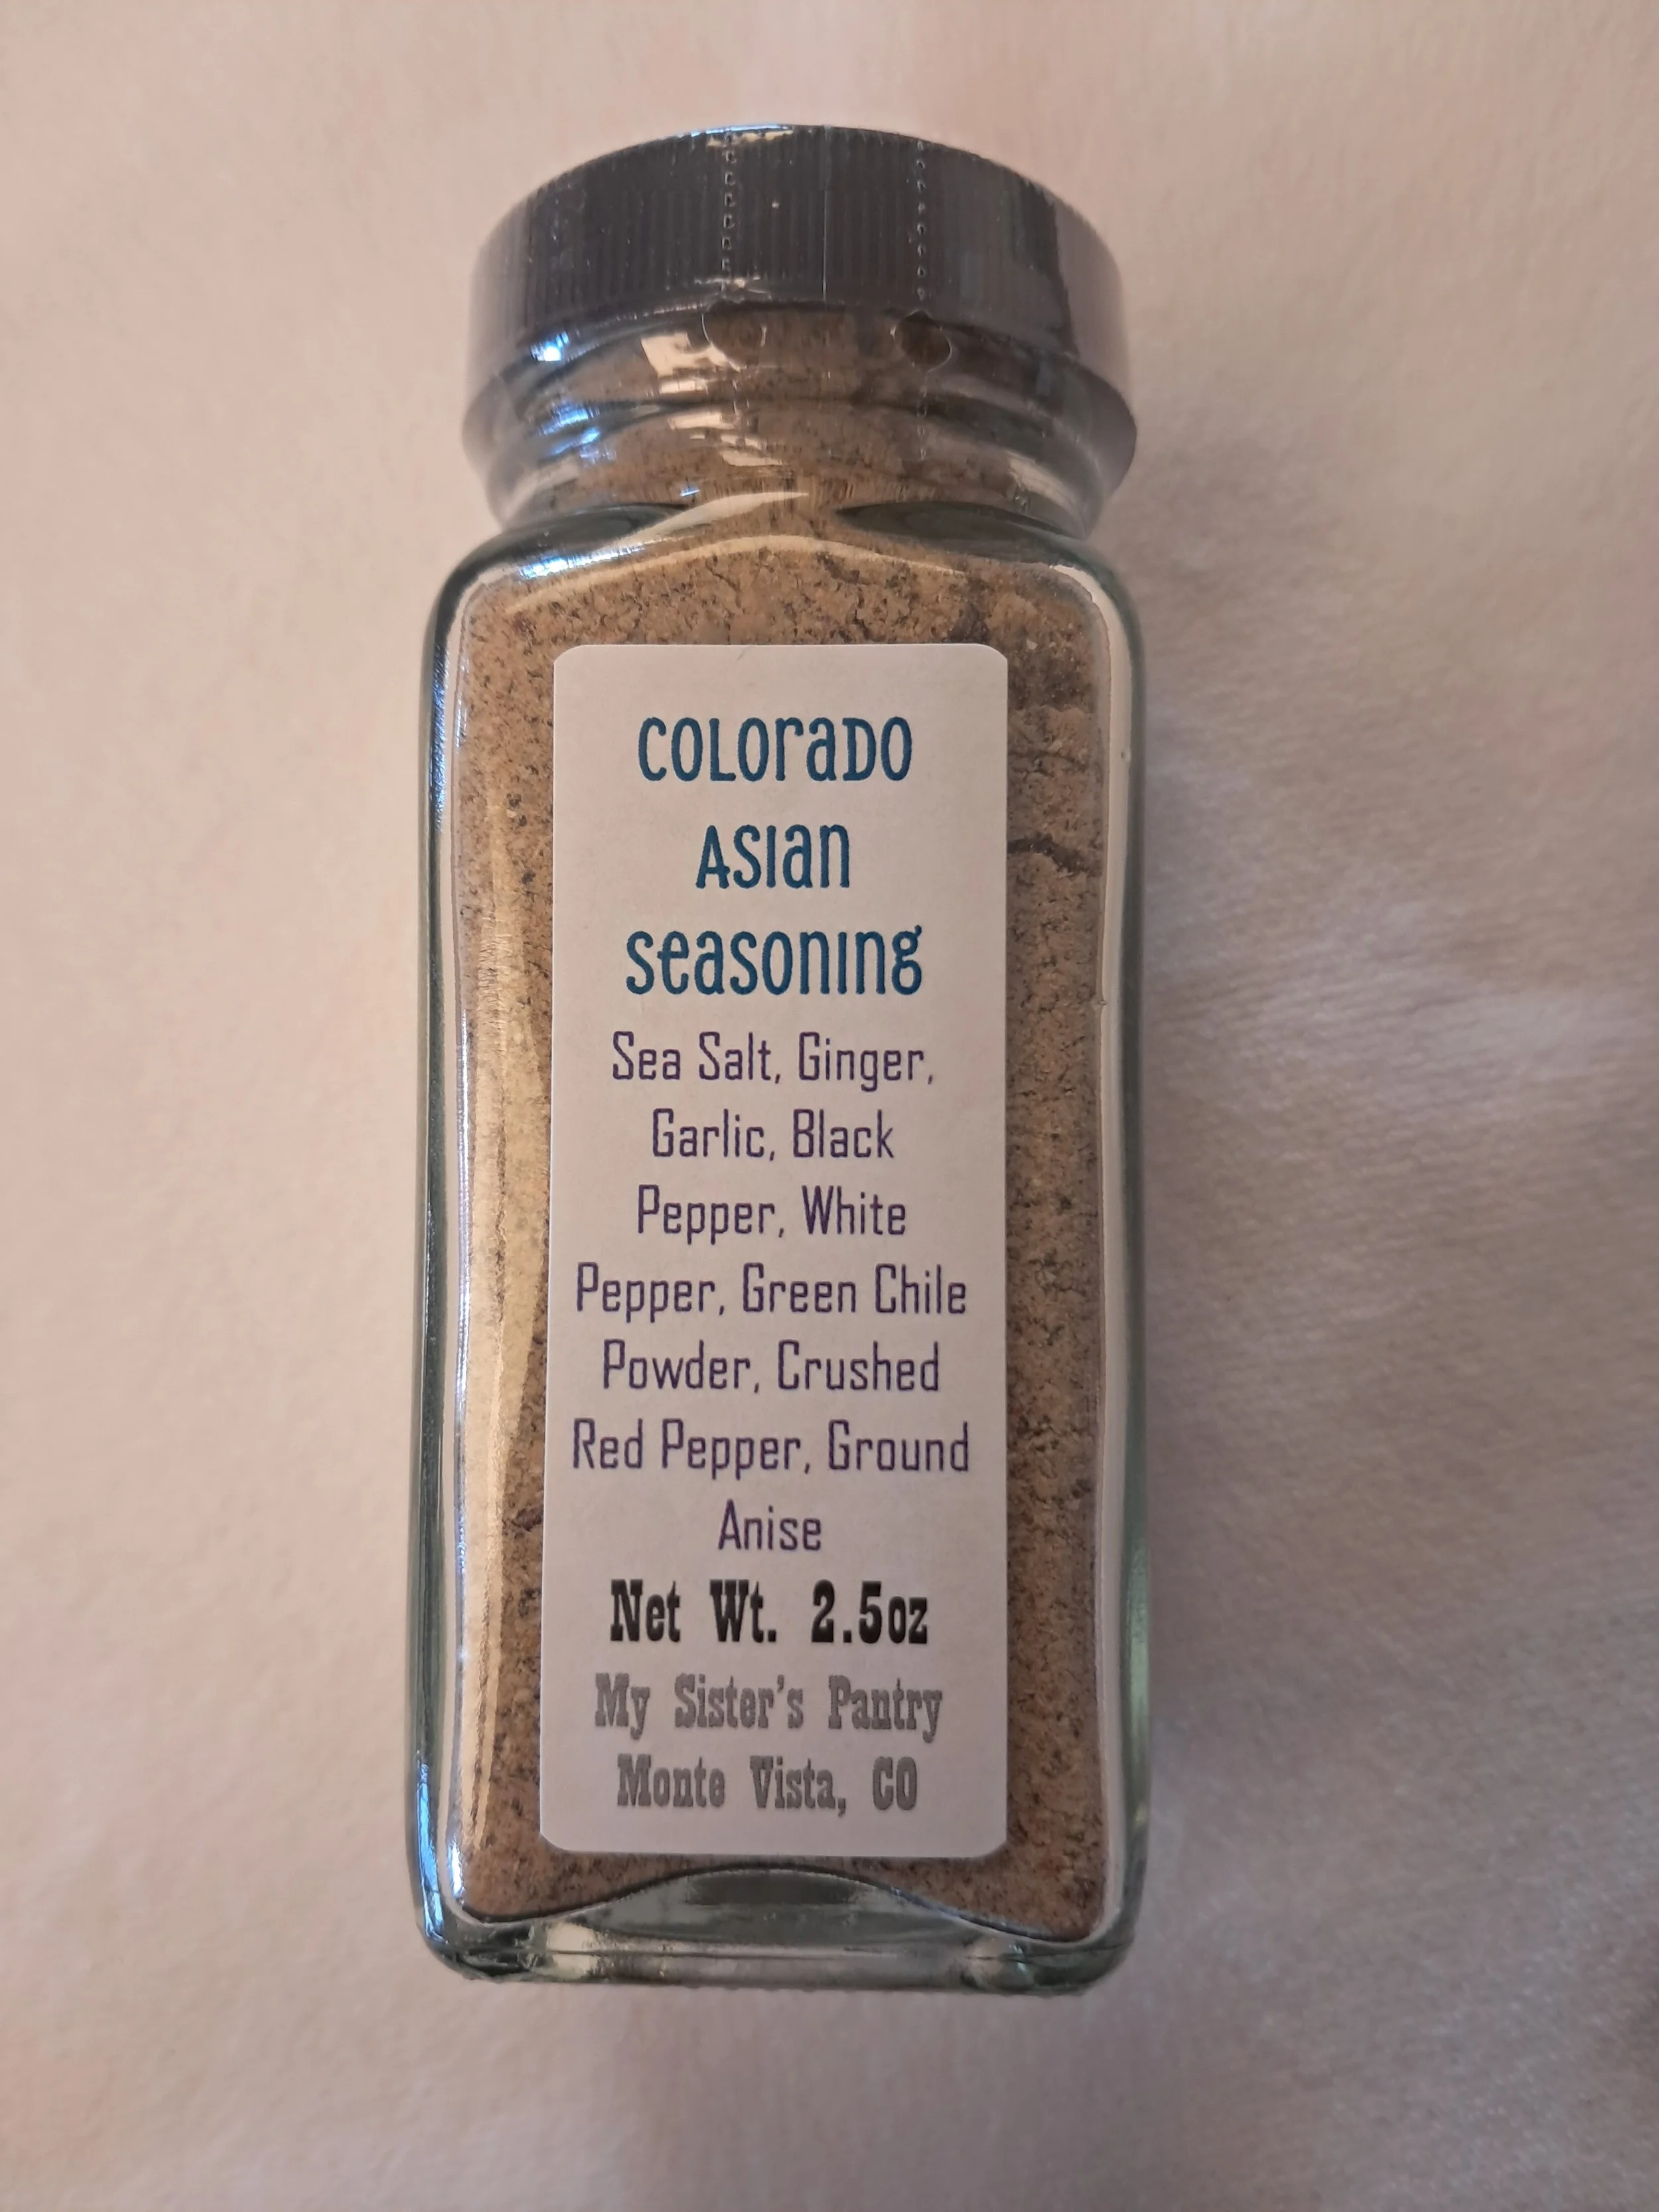 Colorado
Asian
Seasoning
Sea Salt, Ginger,
Garlic, Black
Pepper, White
Pepper, Green Chile
Powder, Crushed
Red Pepper, Ground
Anise
Net Wt. 2.5oz
My Sister's Pantry
Monte Vista, CO